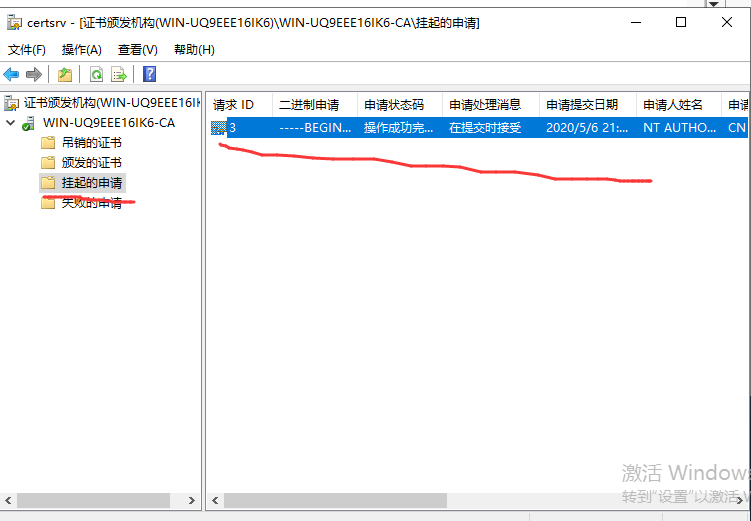 certsrv - [证书颁发机构(WIN-UQ9EEE16IK6)\WIN-UQ9EEE16IK6-CA\挂起的申请]
文件(F) 操作(A) 查看(V) 帮助(H)
证书颁发机构(WIN-UQ9EEE16IK
WIN-UQ9EEE16IK6-CA
吊销的证书
颁发的证书
挂起的申请
失败的申请
请求 ID 二进制申请 申请状态码 申请处理消息 申请提交日期 申请人姓名 申请
3 -----BEGIN... 操作成功完... 在提交时接受 2020/5/6 21:... NT AUTHO... CN
激活 Windows
转到"设置"以激活 W